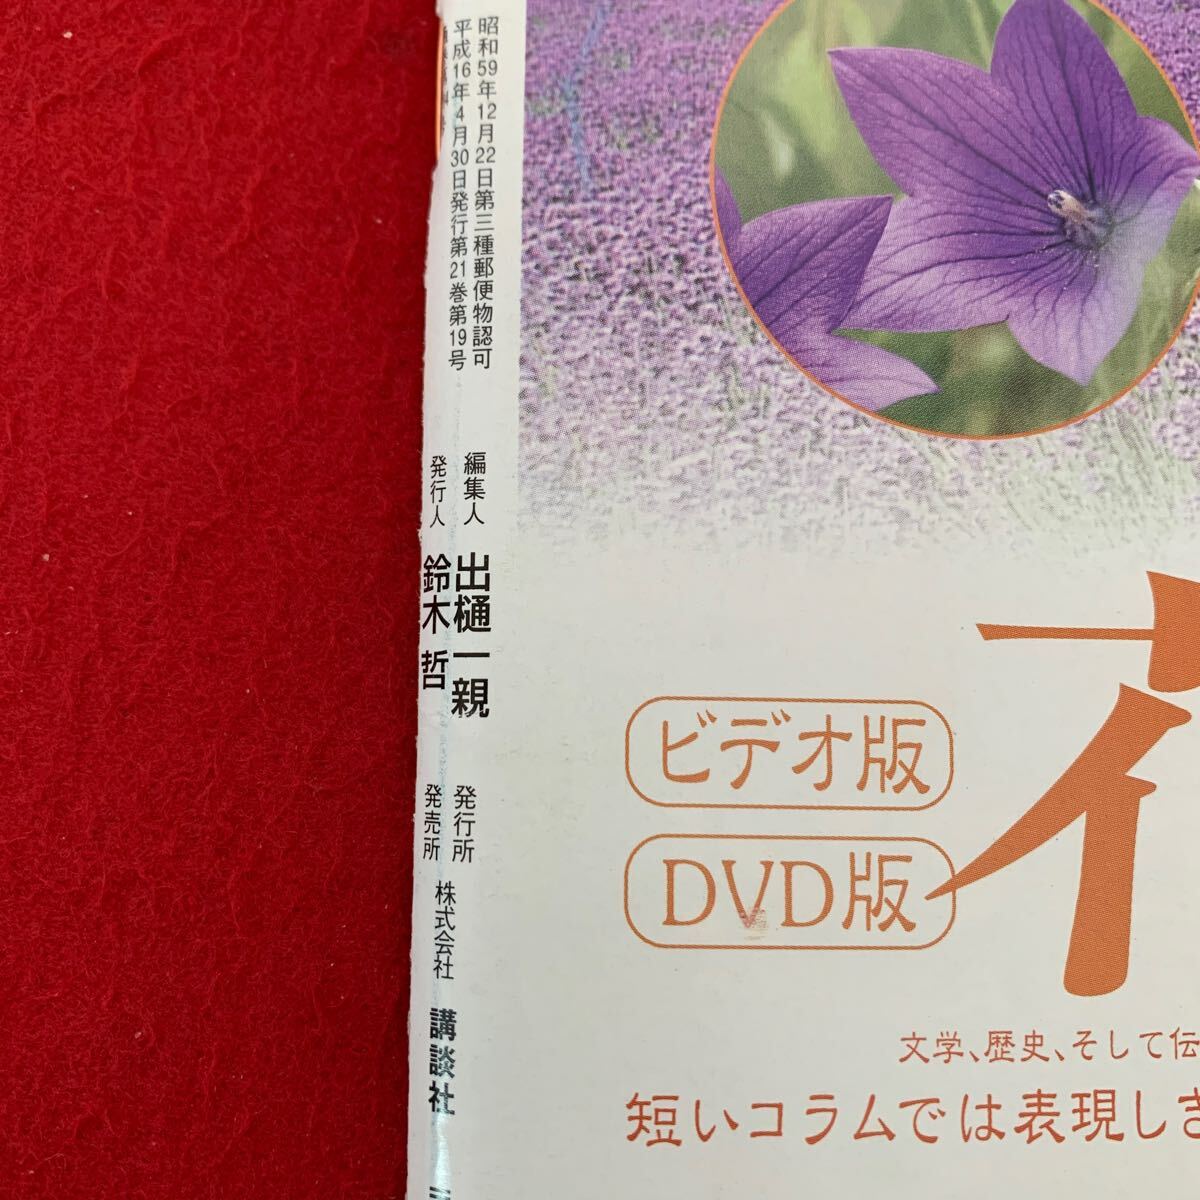 昭和59年12月22日第三種郵便物認可
平成16年4月30日発行第21巻第19号
編集人 出樋一親
発行人 鈴木 哲
発行所
発売所
株式会社 講談社
ビデオ版
DVD版
文学、歴史、そして伝
短いコラムでは表現しき